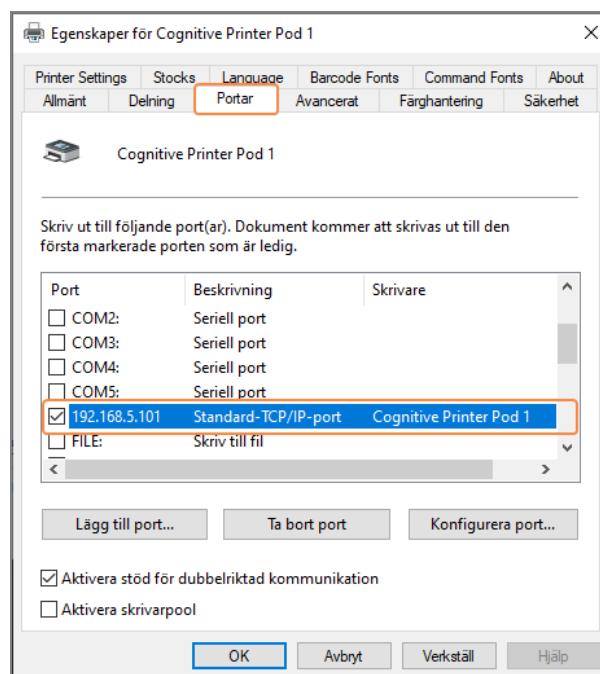 Egenskaper för Cognitive Printer Pod 1
Printer Settings Stocks Language Barcode Fonts Command Fonts About
Allmänt Delning Portar Avancerat Färghantering Säkerhet
Cognitive Printer Pod 1
Skriv ut till följande port(ar). Dokument kommer att skrivas ut till den
första markerade porten som är ledig.
Port Beskrivning Skrivare
COM2: Seriell port
COM3: Seriell port
COM4: Seriell port
COM5: Seriell port
192.168.5.101 Standard-TCP/IP-port Cognitive Printer Pod 1
FILE: Skriv till fil
Lägg till port... Ta bort port Konfigurera port...
Aktivera stöd för dubbelriktad kommunikation
Aktivera skrivarpool
OK Avbryt Verkställ Hjälp